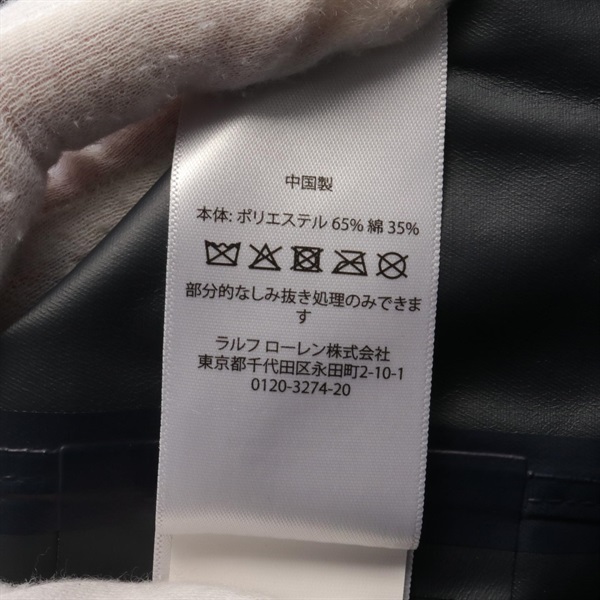 中国製
本体: ポリエステル 65% 綿 35%
部分的なしみ抜き処理のみできま
す
ラルフ ローレン株式会社
東京都千代田区永田町2-10-1
0120-3274-20